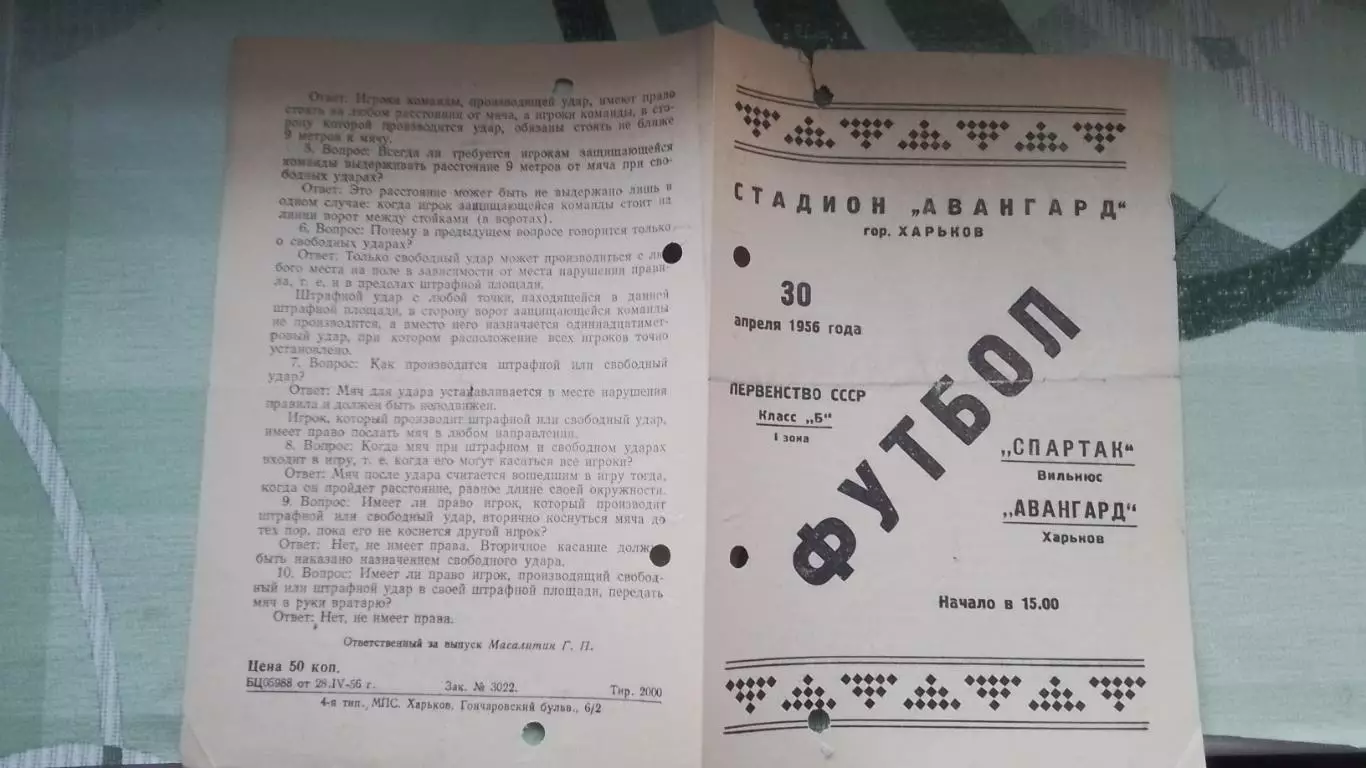 Ответ: Игроки команды, производящей удар, имеют право
стоять на любом расстоянии от мяча, а игроки команды, в сто-
рону которой производится удар, обязаны стоять не ближе
9 метров к мячу.
5. Вопрос: Всегда ли требуется игрокам защищающейся
команды выдерживать расстояние 9 метров от мяча при сво-
бодных ударах?
Ответ: Это расстояние может быть не выдержано лишь в
одном случае: когда игрок защищающейся команды стоит на
линии ворот между стойками (в воротах).
6. Вопрос: Почему в предыдущем вопросе говорится только
о свободных ударах?
Ответ: Только свободный удар может производиться с лю-
бого места на поле в зависимости от места нарушения прави-
ла, т. е. и в пределах штрафной площади.
Штрафной удар с любой точки, находящейся в данной
штрафной площади, в сторону ворот защищающейся команды
не производится, а вместо него назначается одиннадцатимет-
ровый удар, при котором расположение всех игроков точно
установлено.
7. Вопрос: Как производится штрафной или свободный
удар?
Ответ: Мяч для удара устанавливается в месте нарушения
правила и должен быть неподвижен.
Игрок, который производит штрафной или свободный удар,
имеет право послать мяч в любом направлении.
8. Вопрос: Когда мяч при штрафном и свободном ударах
входит в игру, т. е. когда его могут касаться все игроки?
Ответ: Мяч после удара считается вошедшим в игру тогда,
когда он пройдет расстояние, равное длине своей окружности.
9. Вопрос: Имеет ли право игрок, который производит
штрафной или свободный удар, вторично коснуться мяча до
тех пор, пока его не коснется другой игрок?
Ответ: Нет, не имеет права. Вторичное касание должно
быть наказано назначением свободного удара.
10. Вопрос: Имеет ли право игрок, производящий свобод-
ный или штрафной удар в своей штрафной площади, передать
мяч в руки вратарю?
Ответ: Нет, не имеет права.
Ответственный за выпуск Масалитин Г. П.
Цена 50 коп.
БЦ05988 от 28.IV-56 г. Зак. № 3022. Тир. 2000
4-я тип., МПС. Харьков, Гончаровский бульв., 6/2
СТАДИОН „АВАНГАРД"
гор. ХАРЬКОВ
30
апреля 1956 года
ПЕРВЕНСТВО СССР
Класс „Б"
I зона
ФУТБОЛ
„СПАРТАК"
Вильнюс
„АВАНГАРД"
Харьков
Начало в 15.00